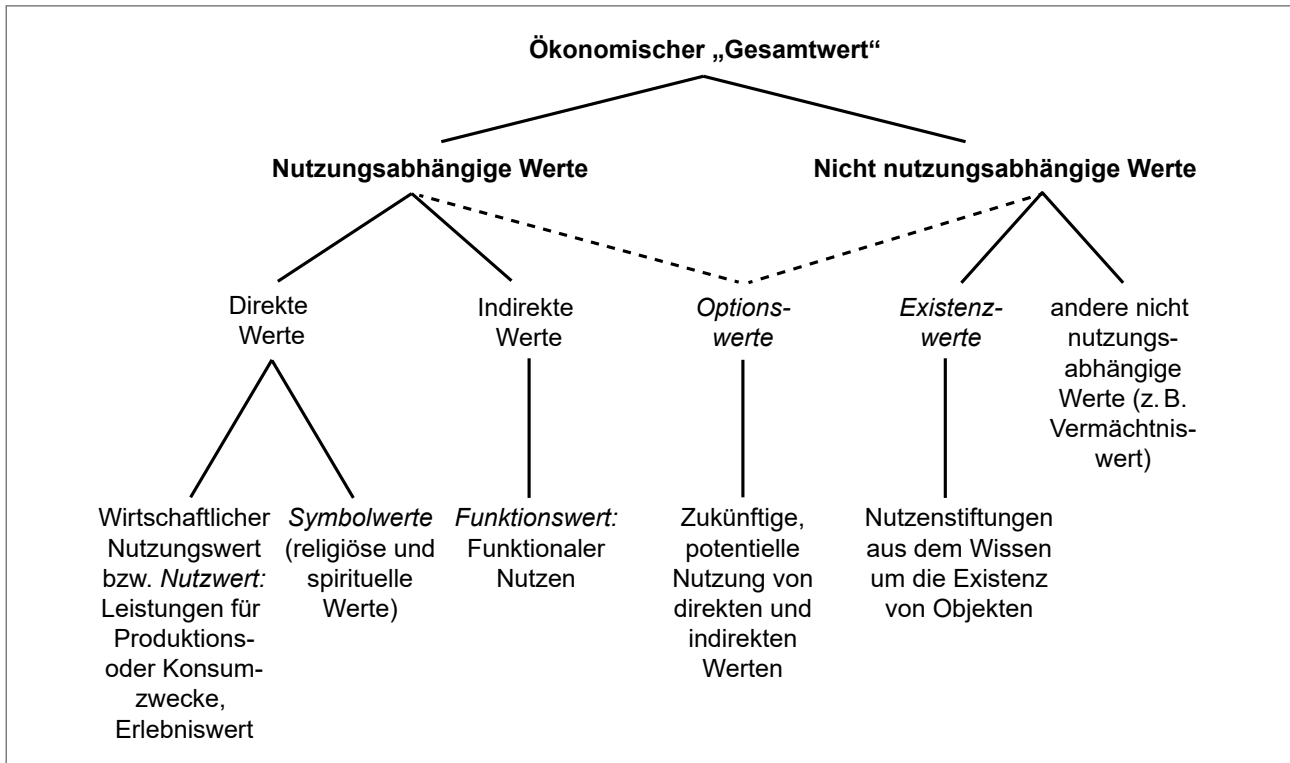 Ökonomischer „Gesamtwert“
Nutzungsabhängige Werte
Nicht nutzungsabhängige Werte
Direkte
Werte
Indirekte
Werte
Options-
werte
Existenz-
werte
andere nicht
nutzungs-
abhängige
Werte (z. B.
Vermächtnis-
wert)
Wirtschaftlicher
Nutzungswert
bzw. Nutzwert:
Leistungen für
Produktions-
oder Konsum-
zwecke,
Erlebniswert
Symbolwerte
(religiöse und
spirituelle
Werte)
Funktionswert:
Funktionaler
Nutzen
Zukünftige,
potentielle
Nutzung von
direkten und
indirekten
Werten
Nutzenstiftungen
aus dem Wissen
um die Existenz
von Objekten